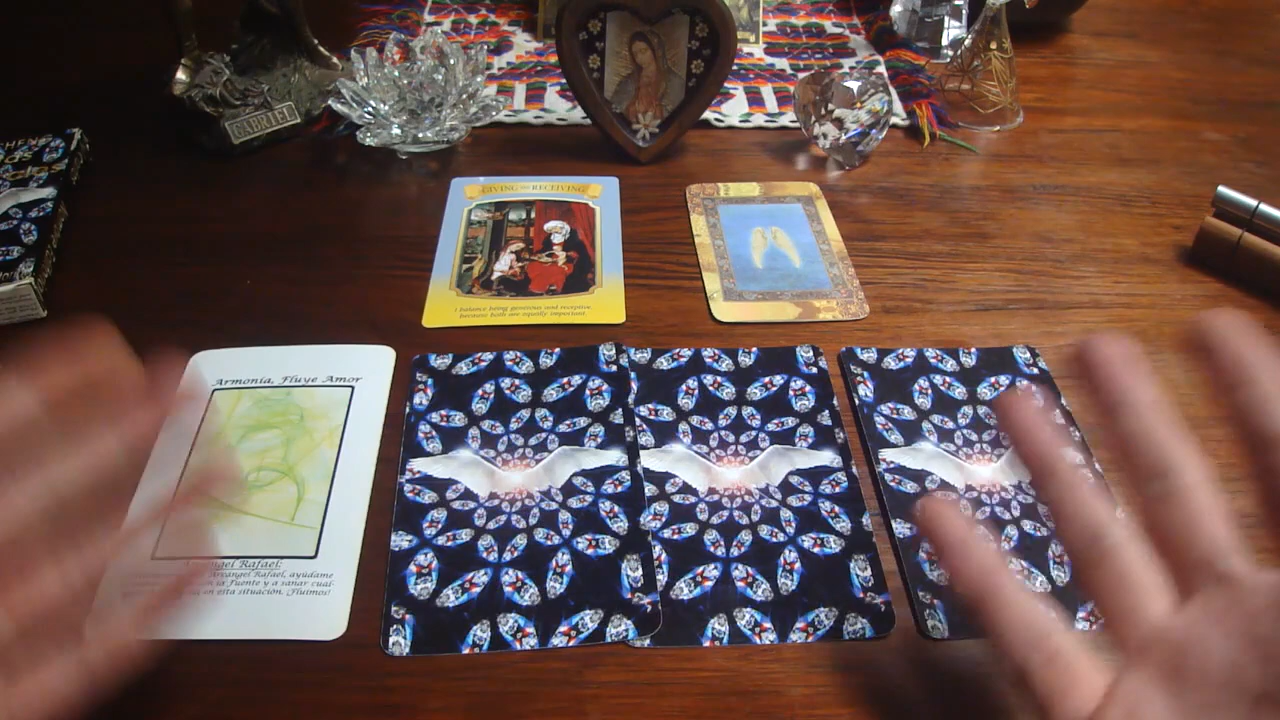 GABRIEL
GIVING AND RECEIVING
I balance being generous and receptive,
because both are equally important.
Armonía, Fluye Amor
Rafael:
Arcángel Rafael, ayúdame
la Fuente y a sanar cual-
en esta situación. ¡Fluimos!